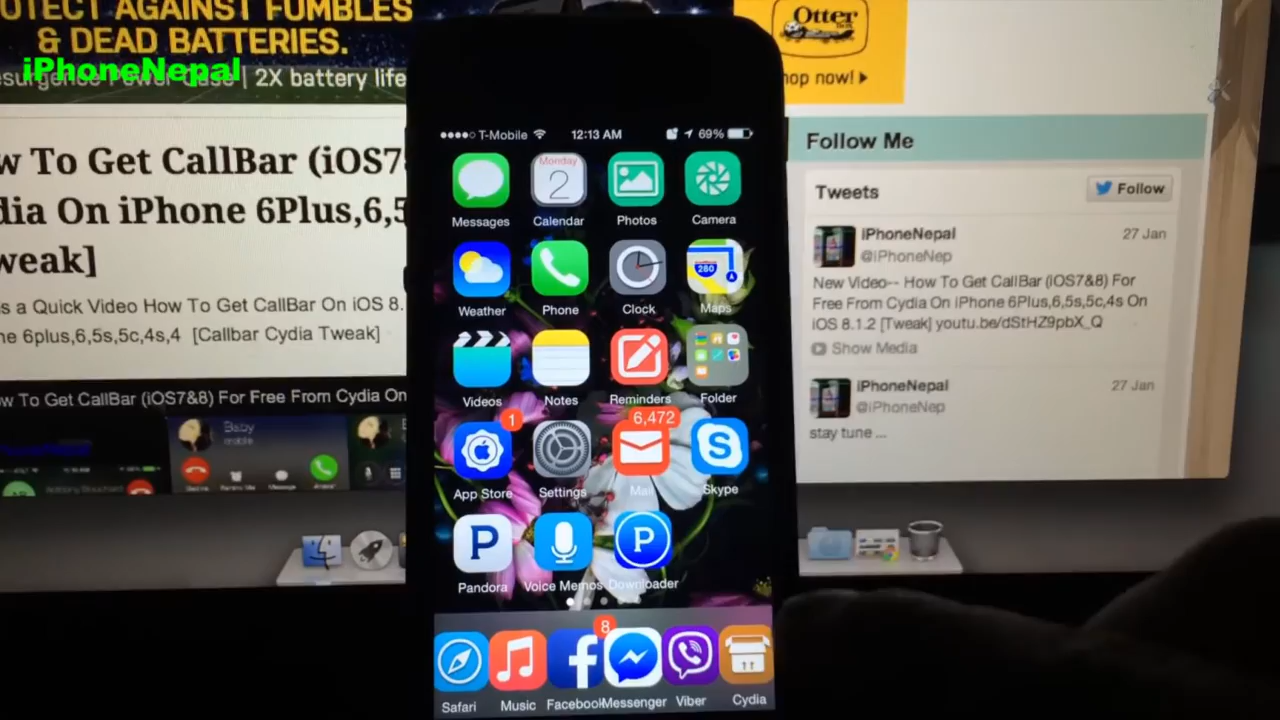 OTECT AGAINST FUMBLES
& DEAD BATTERIES.
iPhoneNepal
| 2X battery life
Otter
hop now!
w To Get CallBar (iOS7
dia On iPhone 6Plus,6,5
weak]
s a Quick Video How To Get CallBar On iOS 8.
ne 6plus,6,5s,5c,4s,4 [Callbar Cydia Tweak]
w To Get CallBar (iOS7&8) For Free From Cydia On
Baby
mobile
Message
T-Mobile
12:13 AM
69%
Messages
Monday
2
Calendar
Photos
Camera
Weather
Phone
Clock
280
Maps
Videos
Notes
Reminders
Folder
1
App Store
Settings
6,472
Mail
S
Skype
P
Pandora
Voice Memos
P
Downloader
Safari
Music
8
f
Facebook
Messenger
Viber
Cydia
Follow Me
Tweets
Follow
iPhoneNepal
27 Jan
@iPhoneNep
New Video-- How To Get CallBar (iOS7&8) For
Free From Cydia On iPhone 6Plus,6,5s,5c,4s On
iOS 8.1.2 [Tweak] youtu.be/dStHZ9pbX_Q
Show Media
iPhoneNepal
27 Jan
@iPhoneNep
stay tune ...